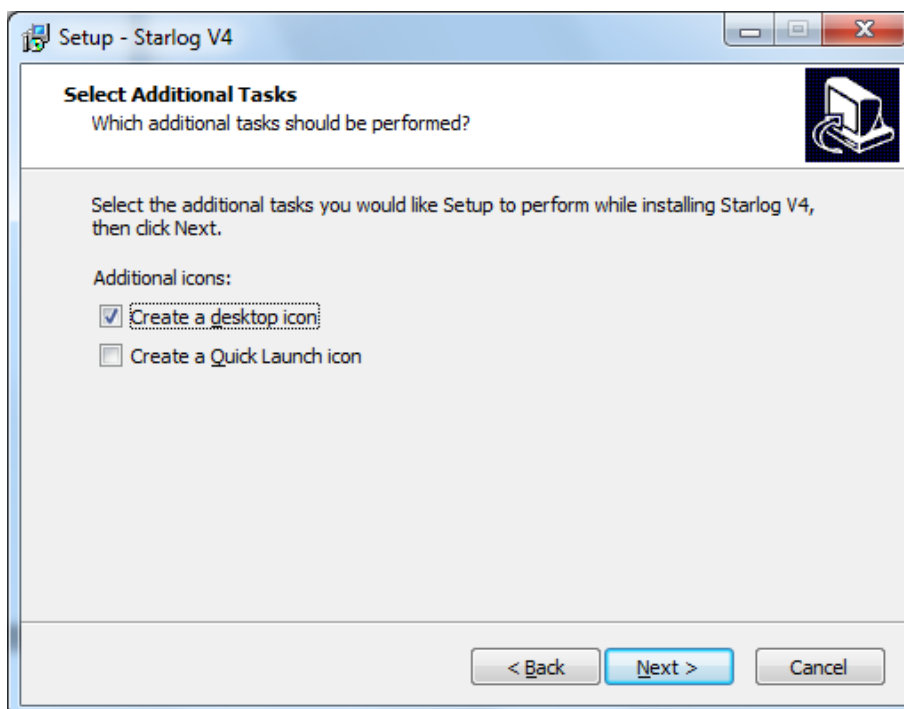 Setup - Starlog V4
Select Additional Tasks
Which additional tasks should be performed?
Select the additional tasks you would like Setup to perform while installing Starlog V4,
then click Next.
Additional icons:
Create a desktop icon
Create a Quick Launch icon
< Back Next > Cancel